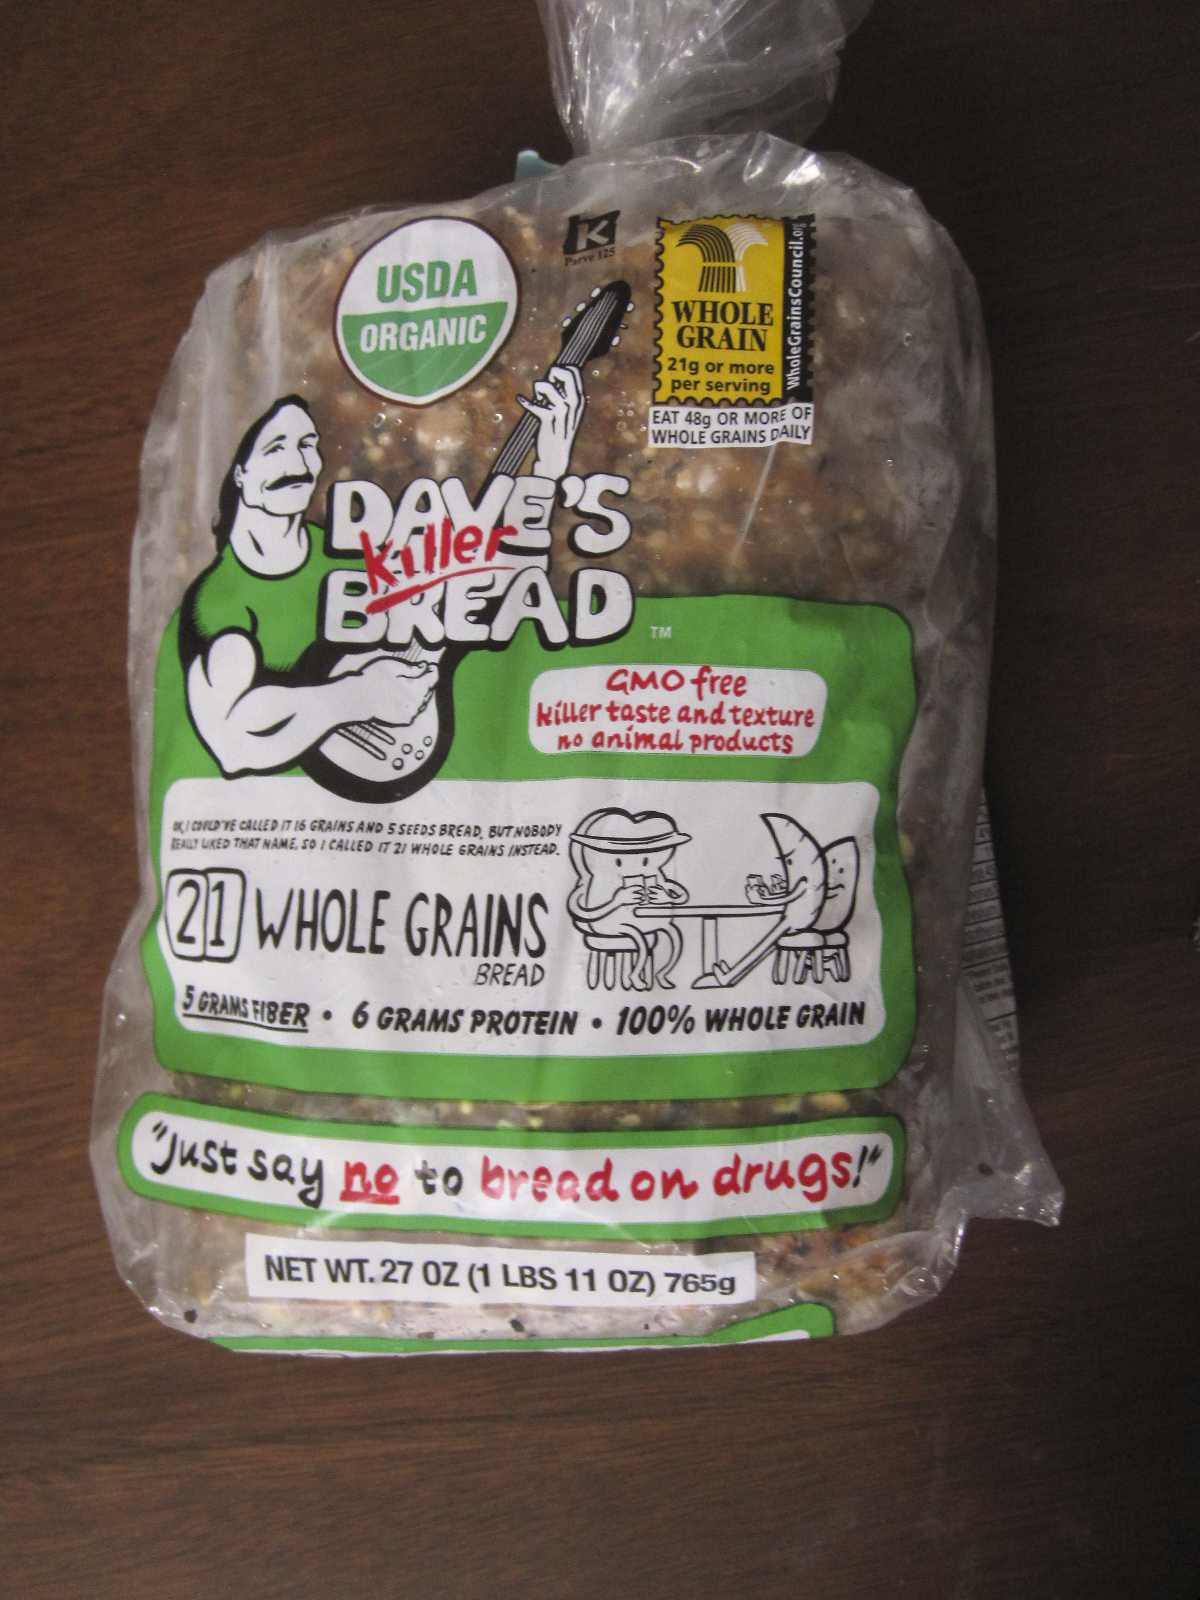 USDA
ORGANIC
K
Parve 125
WHOLE
GRAIN
21g or more
per serving
WholeGrainsCouncil.org
EAT 48g OR MORE OF
WHOLE GRAINS DAILY
DAVE'S
Killer
BREAD
TM
GMO free
killer taste and texture
no animal products
OK, I COULD'VE CALLED IT 16 GRAINS AND 5 SEEDS BREAD, BUT NOBODY
REALLY LIKED THAT NAME, SO I CALLED IT 21 WHOLE GRAINS INSTEAD.
21 WHOLE GRAINS
BREAD
5 GRAMS FIBER • 6 GRAMS PROTEIN • 100% WHOLE GRAIN
"Just say no to bread on drugs!"
NET WT. 27 OZ (1 LBS 11 OZ) 765g